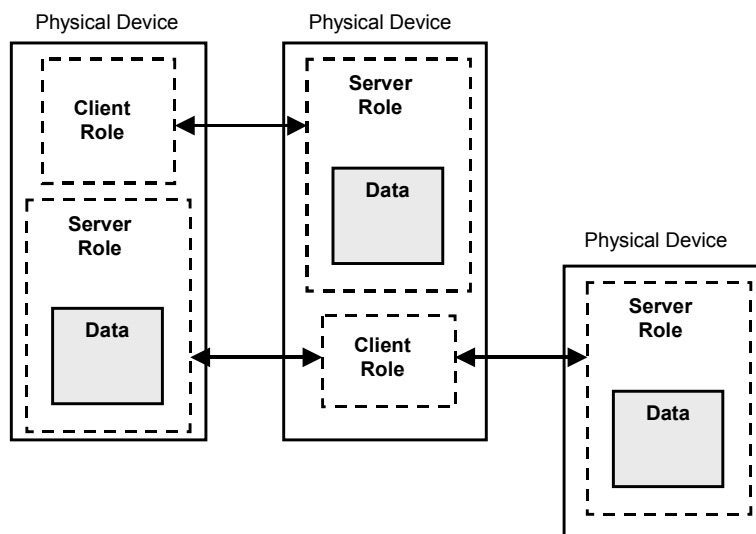 Physical Device
Client
Role
Server
Role
Data
Physical Device
Server
Role
Data
Client
Role
Physical Device
Server
Role
Data